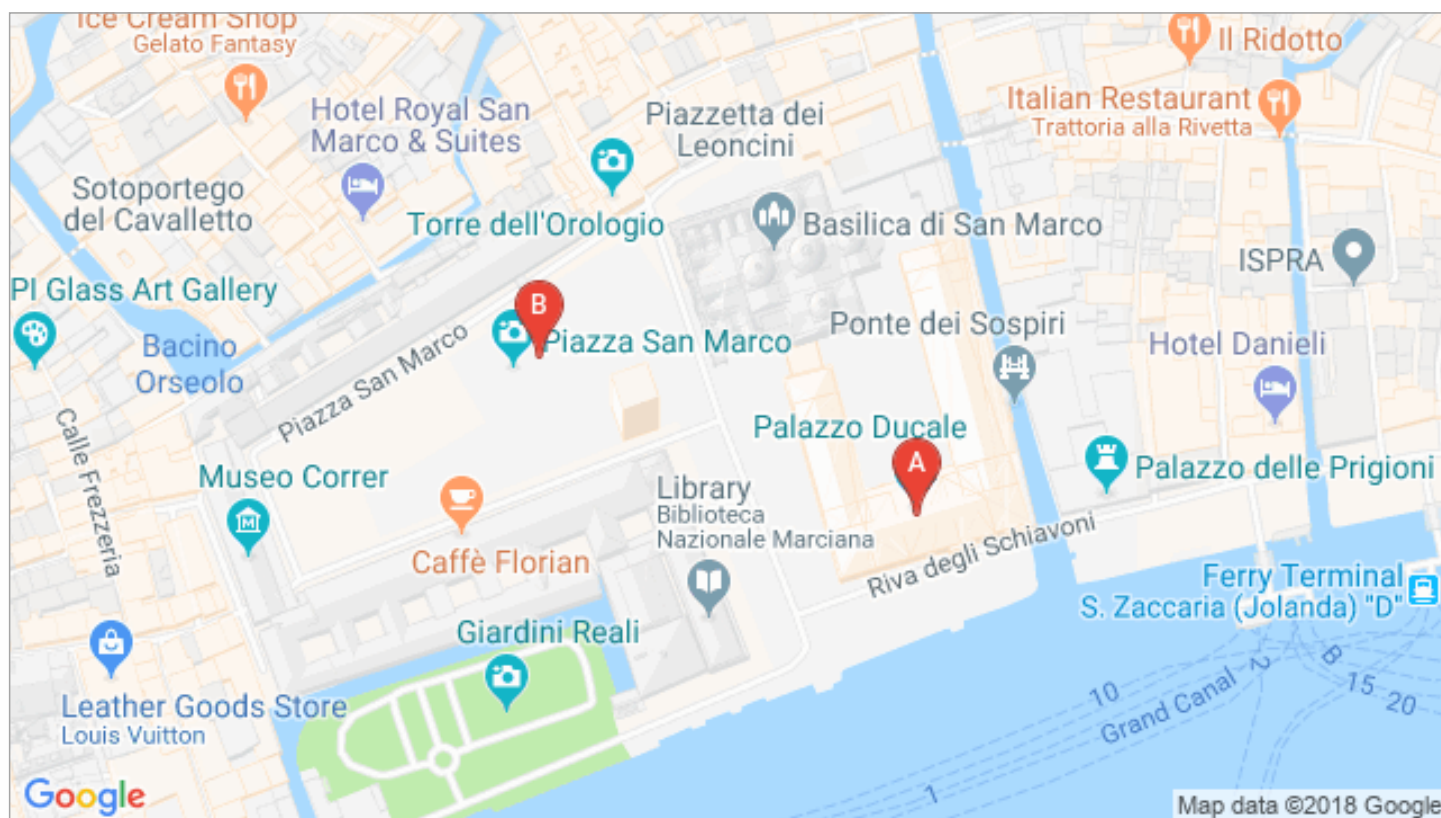 Ice Cream Shop
Gelato Fantasy
Il Ridotto
Hotel Royal San
Marco & Suites
Piazzetta dei
Leoncini
Italian Restaurant
Trattoria alla Rivetta
Sotoportego
del Cavalletto
Torre dell'Orologio
Basilica di San Marco
ISPRA
PI Glass Art Gallery
B
Piazza San Marco
Ponte dei Sospiri
Bacino
Orseolo
Hotel Danieli
Piazza San Marco
Calle Frezzeria
Palazzo Ducale
A
Museo Correr
M
Palazzo delle Prigioni
Library
Biblioteca
Nazionale Marciana
Caffè Florian
Riva degli Schiavoni
Ferry Terminal
S. Zaccaria (Jolanda) "D"
Giardini Reali
Leather Goods Store
Louis Vuitton
10
Grand Canal
2
B
15
20
1
Google
Map data ©2018 Google